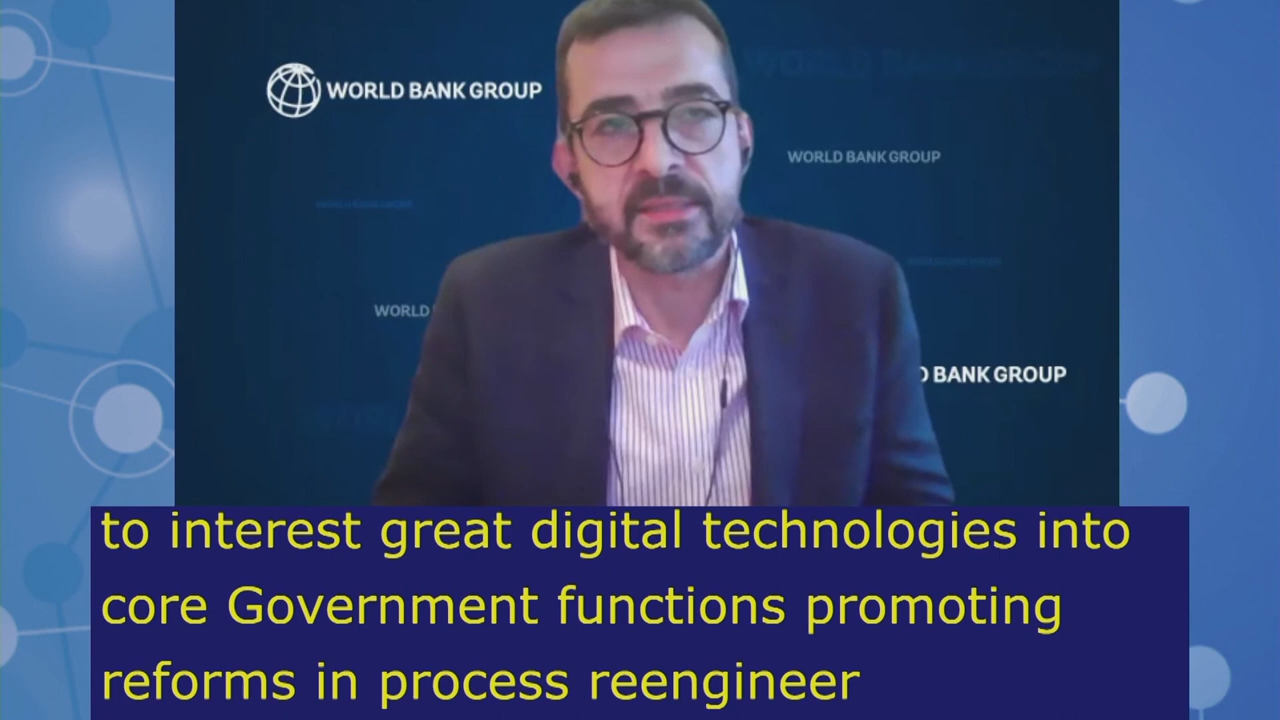 WORLD BANK GROUP
WORLD BANK GROUP
WORLD
D BANK GROUP
to interest great digital technologies into
core Government functions promoting
reforms in process reengineer